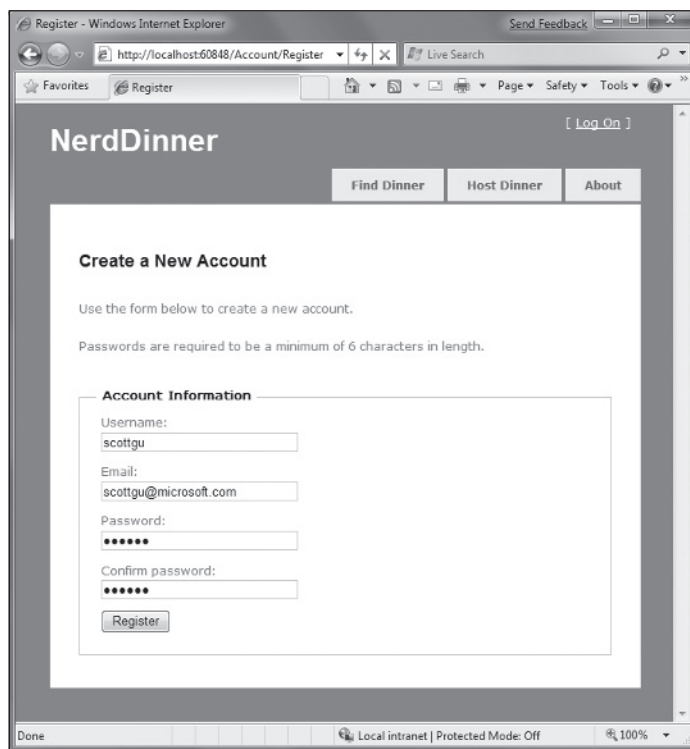 Register - Windows Internet Explorer
Send Feedback
http://localhost:60848/Account/Register
Live Search
Favorites
Register
Page
Safety
Tools
[ Log On ]
NerdDinner
Find Dinner
Host Dinner
About
Create a New Account
Use the form below to create a new account.
Passwords are required to be a minimum of 6 characters in length.
Account Information
Username:
scottgu
Email:
scottgu@microsoft.com
Password:
••••••
Confirm password:
••••••
Register
Done
Local intranet | Protected Mode: Off
100%